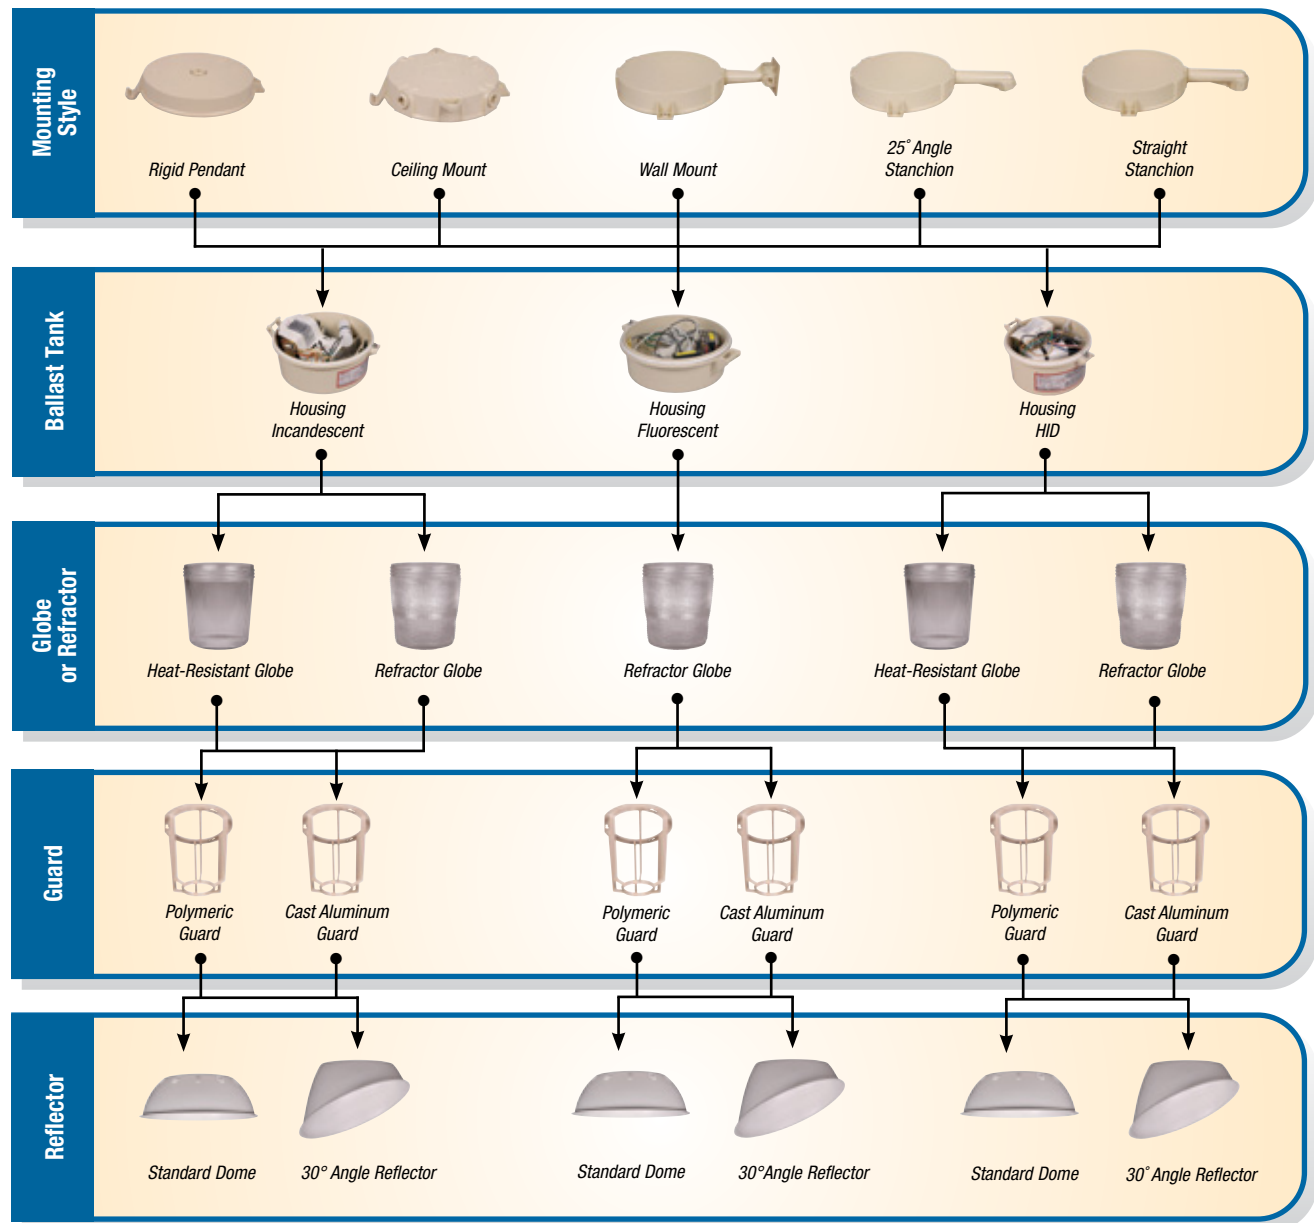 Mounting
Style
Rigid Pendant
Ceiling Mount
Wall Mount
25˚ Angle
Stanchion
Straight
Stanchion
Ballast Tank
Housing
Incandescent
Housing
Fluorescent
Housing
HID
Globe
or Refractor
Heat-Resistant Globe
Refractor Globe
Refractor Globe
Heat-Resistant Globe
Refractor Globe
Guard
Polymeric
Guard
Cast Aluminum
Guard
Polymeric
Guard
Cast Aluminum
Guard
Polymeric
Guard
Cast Aluminum
Guard
Reflector
Standard Dome
30° Angle Reflector
Standard Dome
30°Angle Reflector
Standard Dome
30˚ Angle Reflector